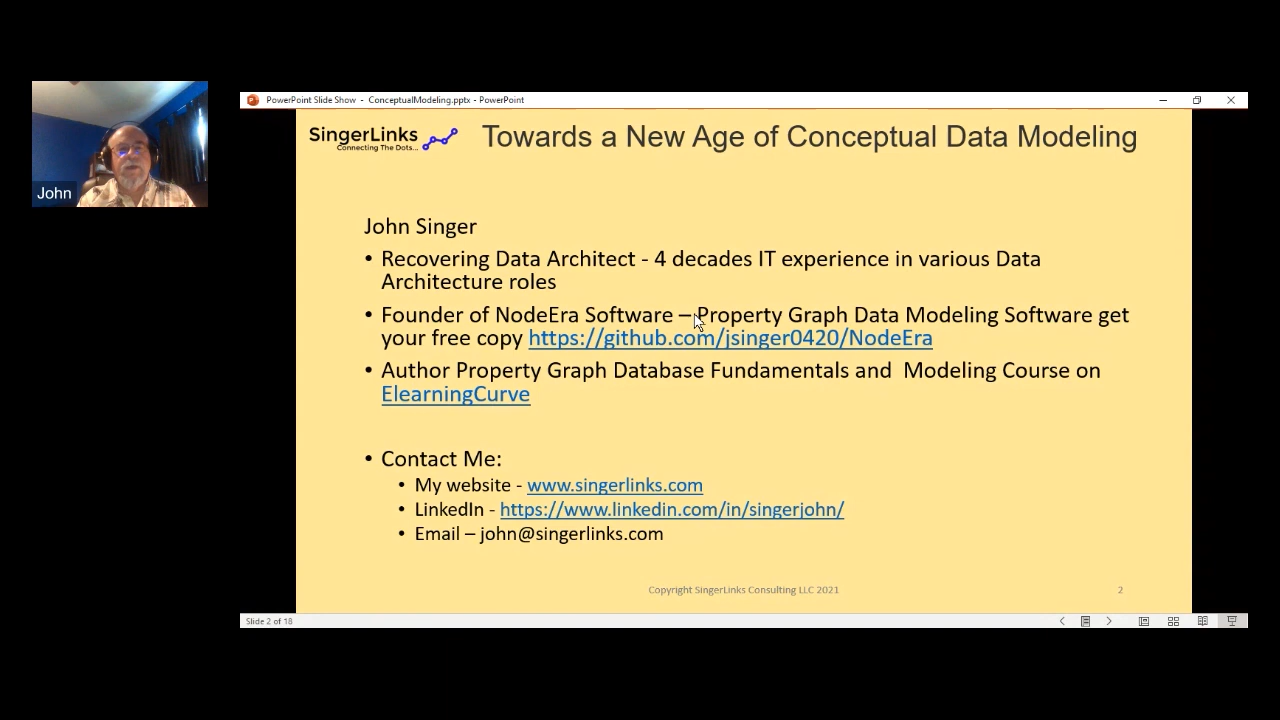 PowerPoint Slide Show - ConceptualModeling.pptx - PowerPoint
SingerLinks
Connecting The Dots...
Towards a New Age of Conceptual Data Modeling
John
John Singer
• Recovering Data Architect - 4 decades IT experience in various Data
Architecture roles
• Founder of NodeEra Software – Property Graph Data Modeling Software get
your free copy https://github.com/jsinger0420/NodeEra
• Author Property Graph Database Fundamentals and Modeling Course on
ElearningCurve
• Contact Me:
• My website - www.singerlinks.com
• LinkedIn - https://www.linkedin.com/in/singerjohn/
• Email – john@singerlinks.com
Copyright SingerLinks Consulting LLC 2021
2
Slide 2 of 18